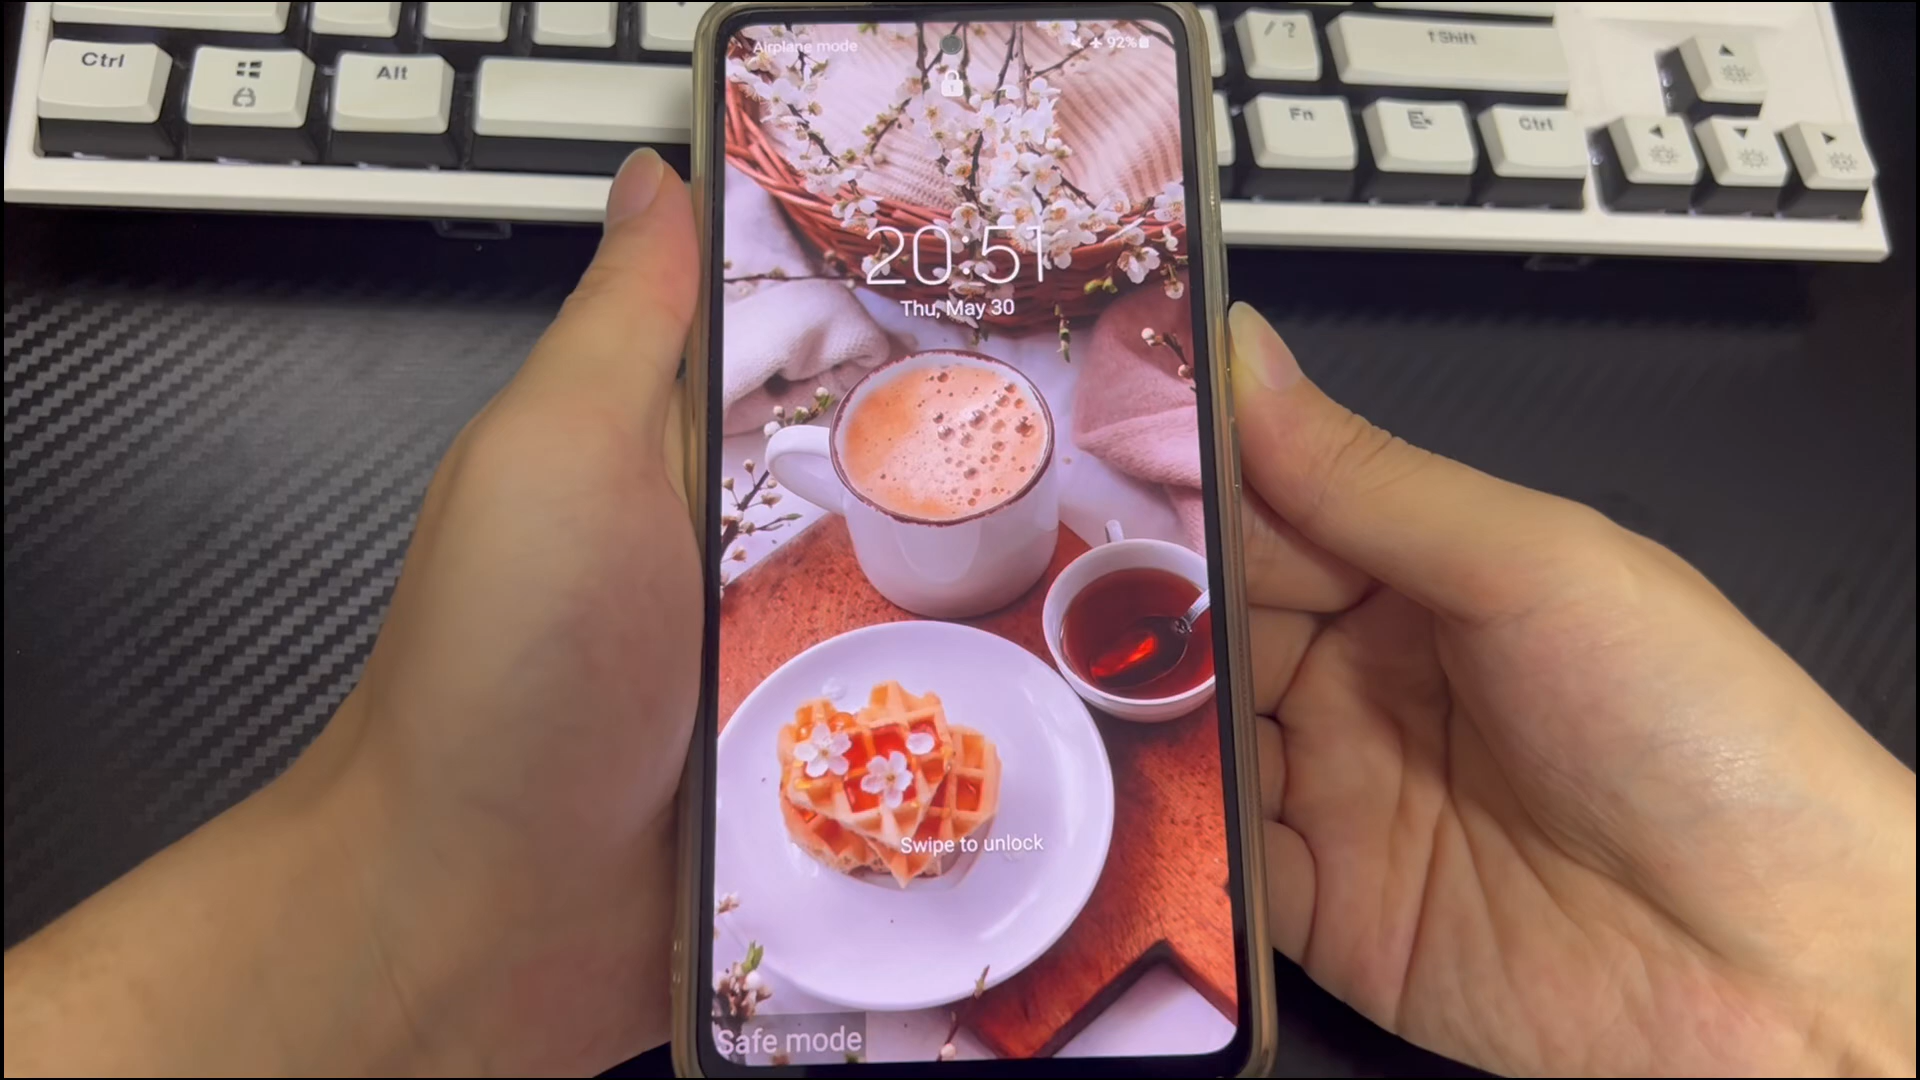 Ctrl
Alt
/ ?
⇧Shift
Fn
Ctrl
Airplane mode
92%
20:51
Thu, May 30
Swipe to unlock
Safe mode